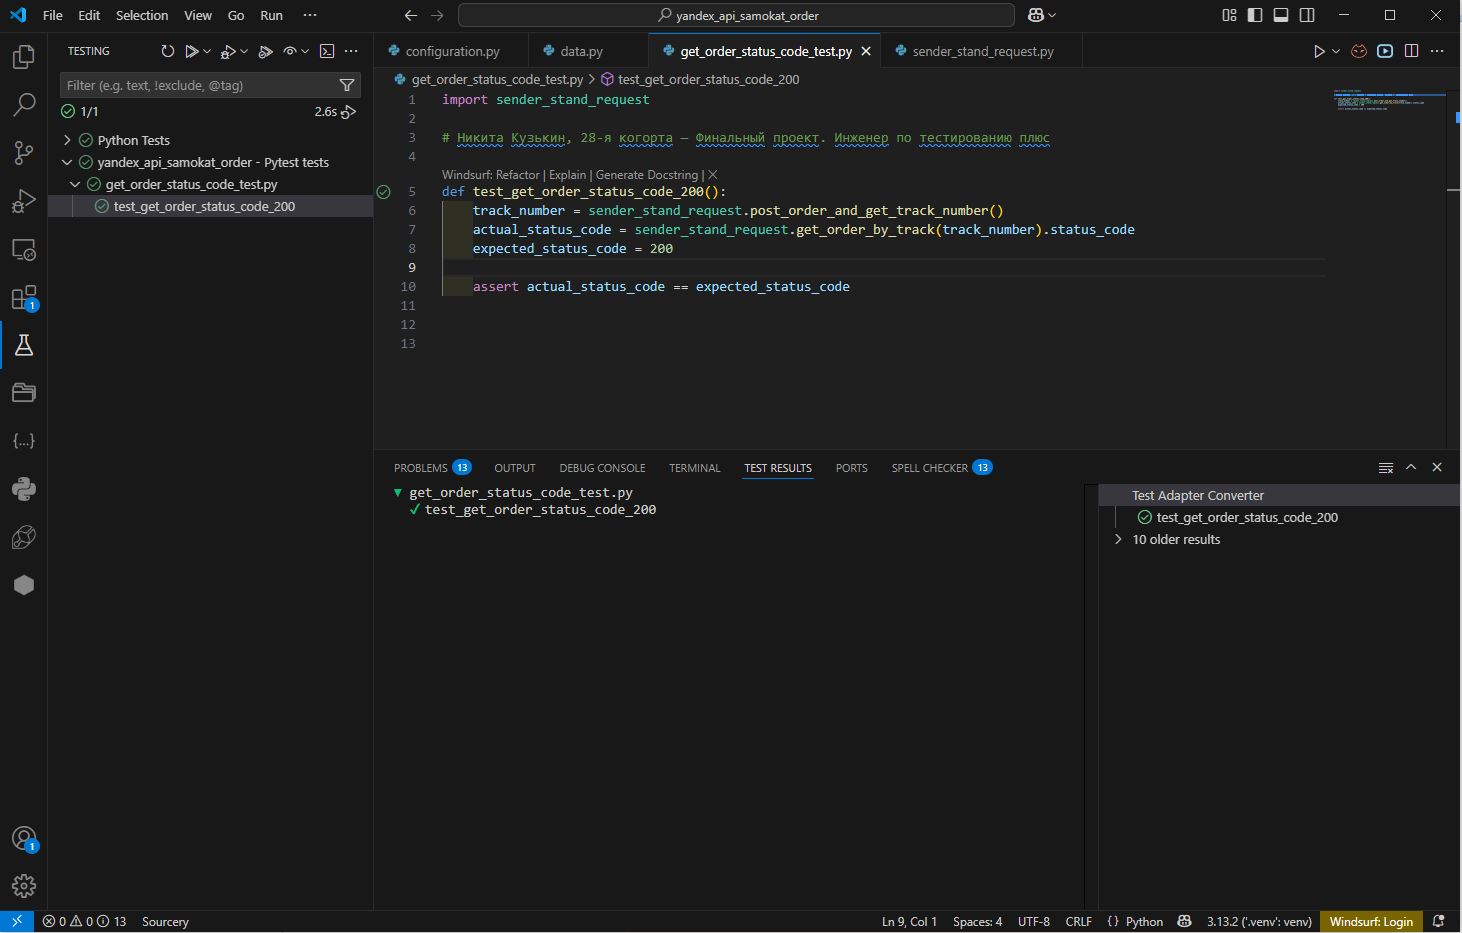 File Edit Selection View Go Run ··· yandex_api_samokat_order
TESTING
Filter (e.g. text, !exclude, @tag)
1/1 2.6s
Python Tests
yandex_api_samokat_order - Pytest tests
get_order_status_code_test.py
test_get_order_status_code_200
1
1
configuration.py data.py get_order_status_code_test.py sender_stand_request.py
get_order_status_code_test.py > test_get_order_status_code_200
1 import sender_stand_request
2
3 # Никита Кузькин, 28-я когорта — Финальный проект. Инженер по тестированию плюс
4
Windsurf: Refactor | Explain | Generate Docstring | X
5 def test_get_order_status_code_200():
6 track_number = sender_stand_request.post_order_and_get_track_number()
7 actual_status_code = sender_stand_request.get_order_by_track(track_number).status_code
8 expected_status_code = 200
9
10 assert actual_status_code == expected_status_code
11
12
13
PROBLEMS 13 OUTPUT DEBUG CONSOLE TERMINAL TEST RESULTS PORTS SPELL CHECKER 13
get_order_status_code_test.py
test_get_order_status_code_200
Test Adapter Converter
test_get_order_status_code_200
10 older results
0 0 13 Sourcery Ln 9, Col 1 Spaces: 4 UTF-8 CRLF {} Python 3.13.2 ('.venv': venv) Windsurf: Login